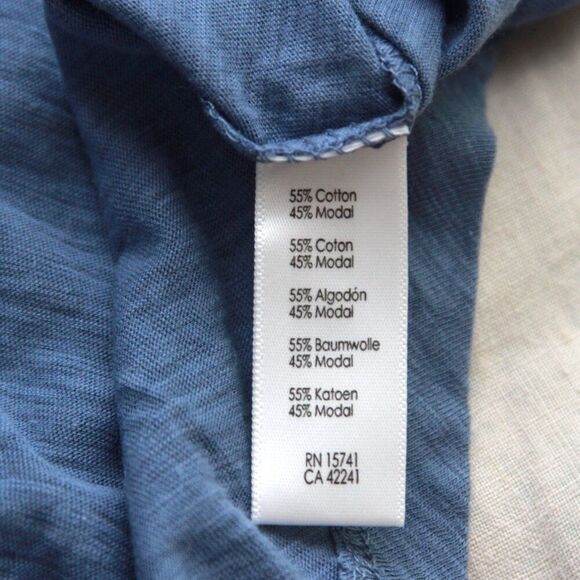 55% Cotton
45% Modal
55% Coton
45% Modal
55% Algodón
45% Modal
55% Baumwolle
45% Modal
55% Katoen
45% Modal
RN 15741
CA 42241